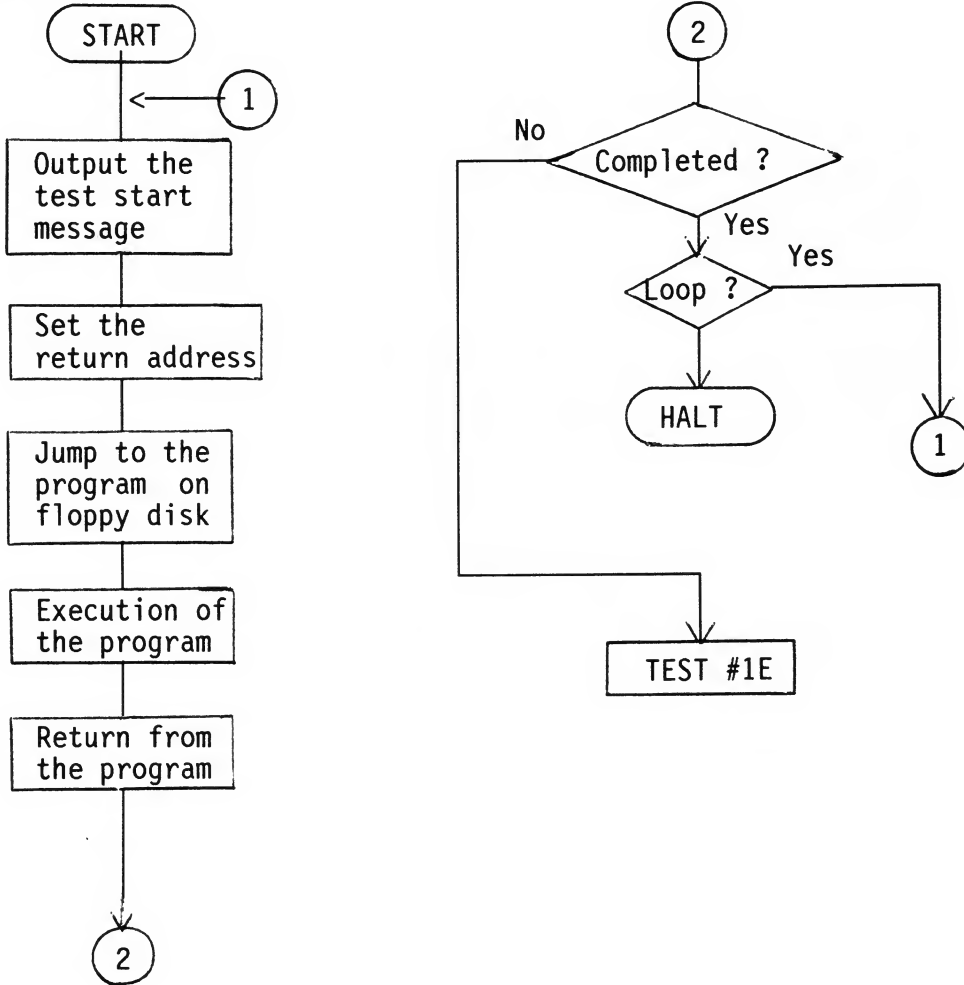 START
1
Output the
test start
message
Set the
return address
Jump to the
program on
floppy disk
Execution of
the program
Return from
the program
2
2
No
Completed ?
Yes
Yes
Loop ?
HALT
1
TEST #1E